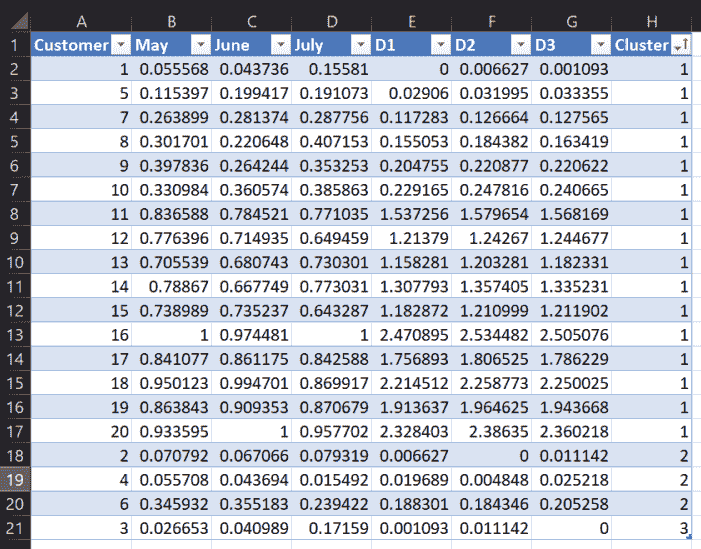 A B C D E F G H
1 Customer May June July D1 D2 D3 Cluster
2 1 0.055568 0.043736 0.15581 0 0.006627 0.001093 1
3 5 0.115397 0.199417 0.191073 0.02906 0.031995 0.033355 1
4 7 0.263899 0.281374 0.287756 0.117283 0.126664 0.127565 1
5 8 0.301701 0.220648 0.407153 0.155053 0.184382 0.163419 1
6 9 0.397836 0.264244 0.353253 0.204755 0.220877 0.220622 1
7 10 0.330984 0.360574 0.385863 0.229165 0.247816 0.240665 1
8 11 0.836588 0.784521 0.771035 1.537256 1.579654 1.568169 1
9 12 0.776396 0.714935 0.649459 1.21379 1.24267 1.244677 1
10 13 0.705539 0.680743 0.730301 1.158281 1.203281 1.182331 1
11 14 0.78867 0.667749 0.773031 1.307793 1.357405 1.335231 1
12 15 0.738989 0.735237 0.643287 1.182872 1.210999 1.211902 1
13 16 1 0.974481 1 2.470895 2.534482 2.505076 1
14 17 0.841077 0.861175 0.842588 1.756893 1.806525 1.786229 1
15 18 0.950123 0.994701 0.869917 2.214512 2.258773 2.250025 1
16 19 0.863843 0.909353 0.870679 1.913637 1.964625 1.943668 1
17 20 0.933595 1 0.957702 2.328403 2.38635 2.360218 1
18 2 0.070792 0.067066 0.079319 0.006627 0 0.011142 2
19 4 0.055708 0.043694 0.015492 0.019689 0.004848 0.025218 2
20 6 0.345932 0.355183 0.239422 0.188301 0.184346 0.205258 2
21 3 0.026653 0.040989 0.17159 0.001093 0.011142 0 3